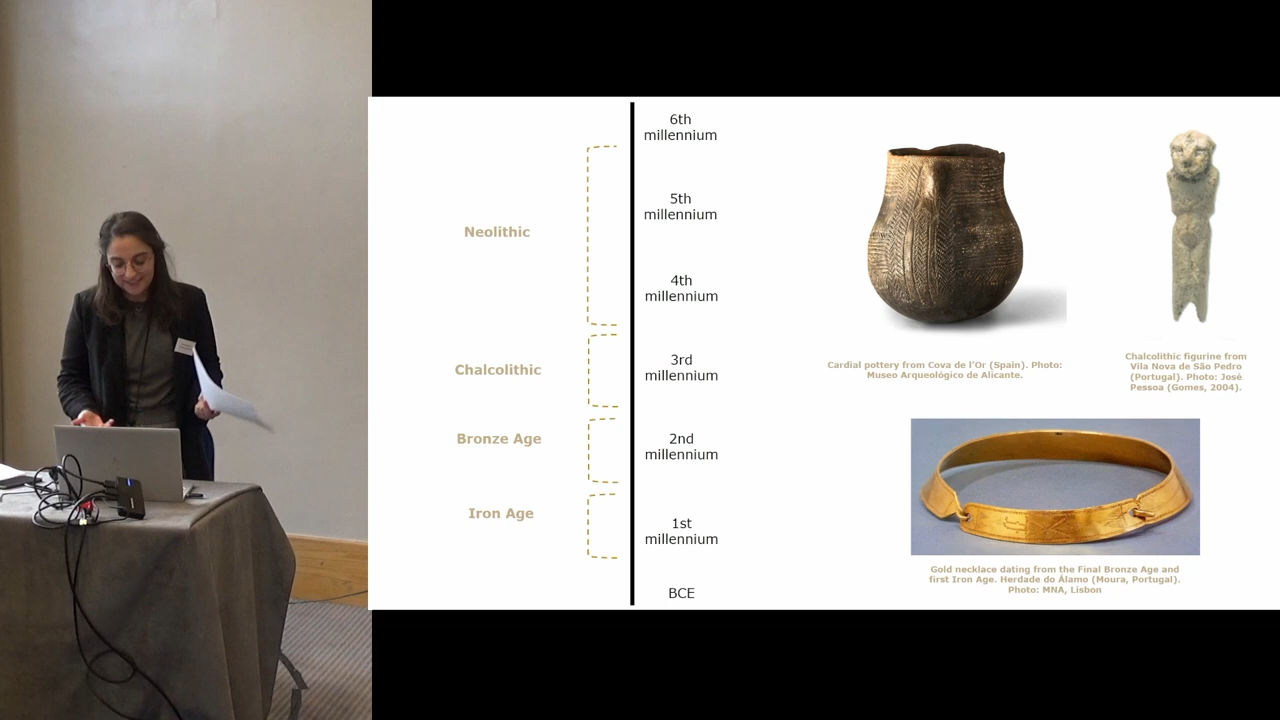 6th
millennium
5th
millennium
Neolithic
4th
millennium
3rd
millennium
Chalcolithic
Cardial pottery from Cova de l'Or (Spain). Photo:
Museo Arqueológico de Alicante.
Chalcolithic figurine from
Vila Nova de São Pedro
(Portugal). Photo: José
Pessoa (Gomes, 2004).
Bronze Age
2nd
millennium
Iron Age
1st
millennium
Gold necklace dating from the Final Bronze Age and
first Iron Age. Herdade do Álamo (Moura, Portugal).
Photo: MNA, Lisbon
BCE